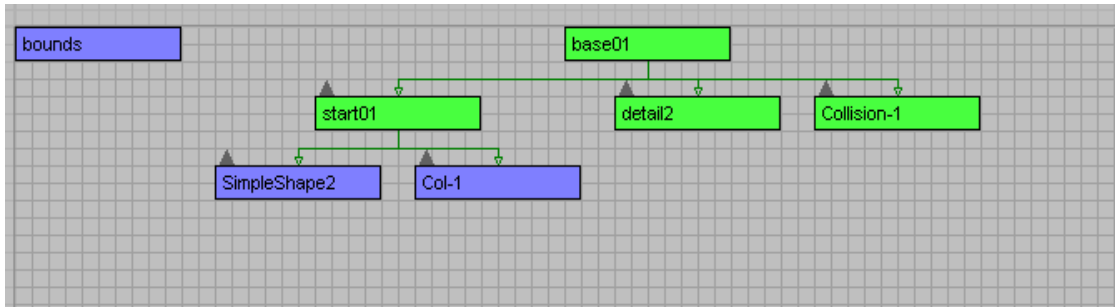 bounds
base01
start01
detail2
Collision-1
SimpleShape2
Col-1